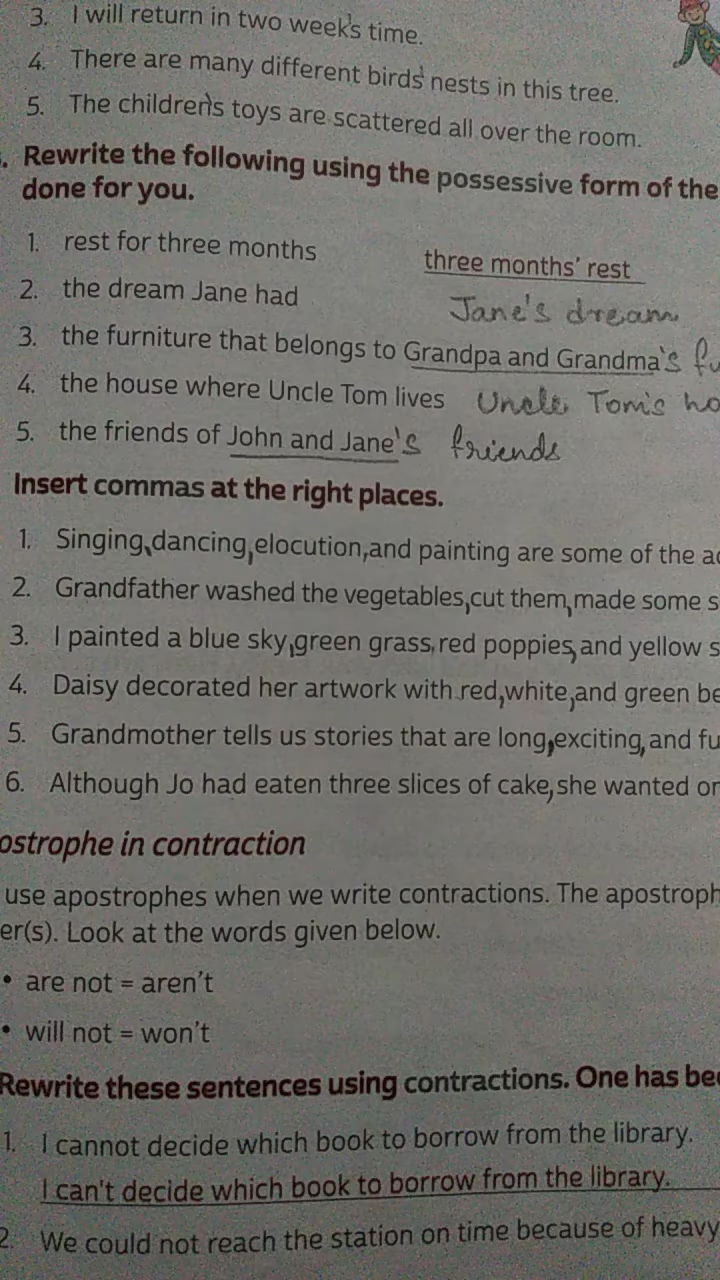 3. I will return in two week's time.
4. There are many different birds' nests in this tree.
5. The children's toys are scattered all over the room.
. Rewrite the following using the possessive form of the
done for you.
1. rest for three months three months' rest
2. the dream Jane had Jane's dream
3. the furniture that belongs to Grandpa and Grandma's fu
4. the house where Uncle Tom lives Uncle Tom's ho
5. the friends of John and Jane's friends
Insert commas at the right places.
1. Singing, dancing, elocution, and painting are some of the ac
2. Grandfather washed the vegetables, cut them, made some s
3. I painted a blue sky, green grass, red poppies, and yellow s
4. Daisy decorated her artwork with red, white, and green be
5. Grandmother tells us stories that are long, exciting, and fu
6. Although Jo had eaten three slices of cake, she wanted or
ostrophe in contraction
use apostrophes when we write contractions. The apostroph
er(s). Look at the words given below.
• are not = aren't
• will not = won't
Rewrite these sentences using contractions. One has bee
1. I cannot decide which book to borrow from the library.
I can't decide which book to borrow from the library.
2. We could not reach the station on time because of heavy